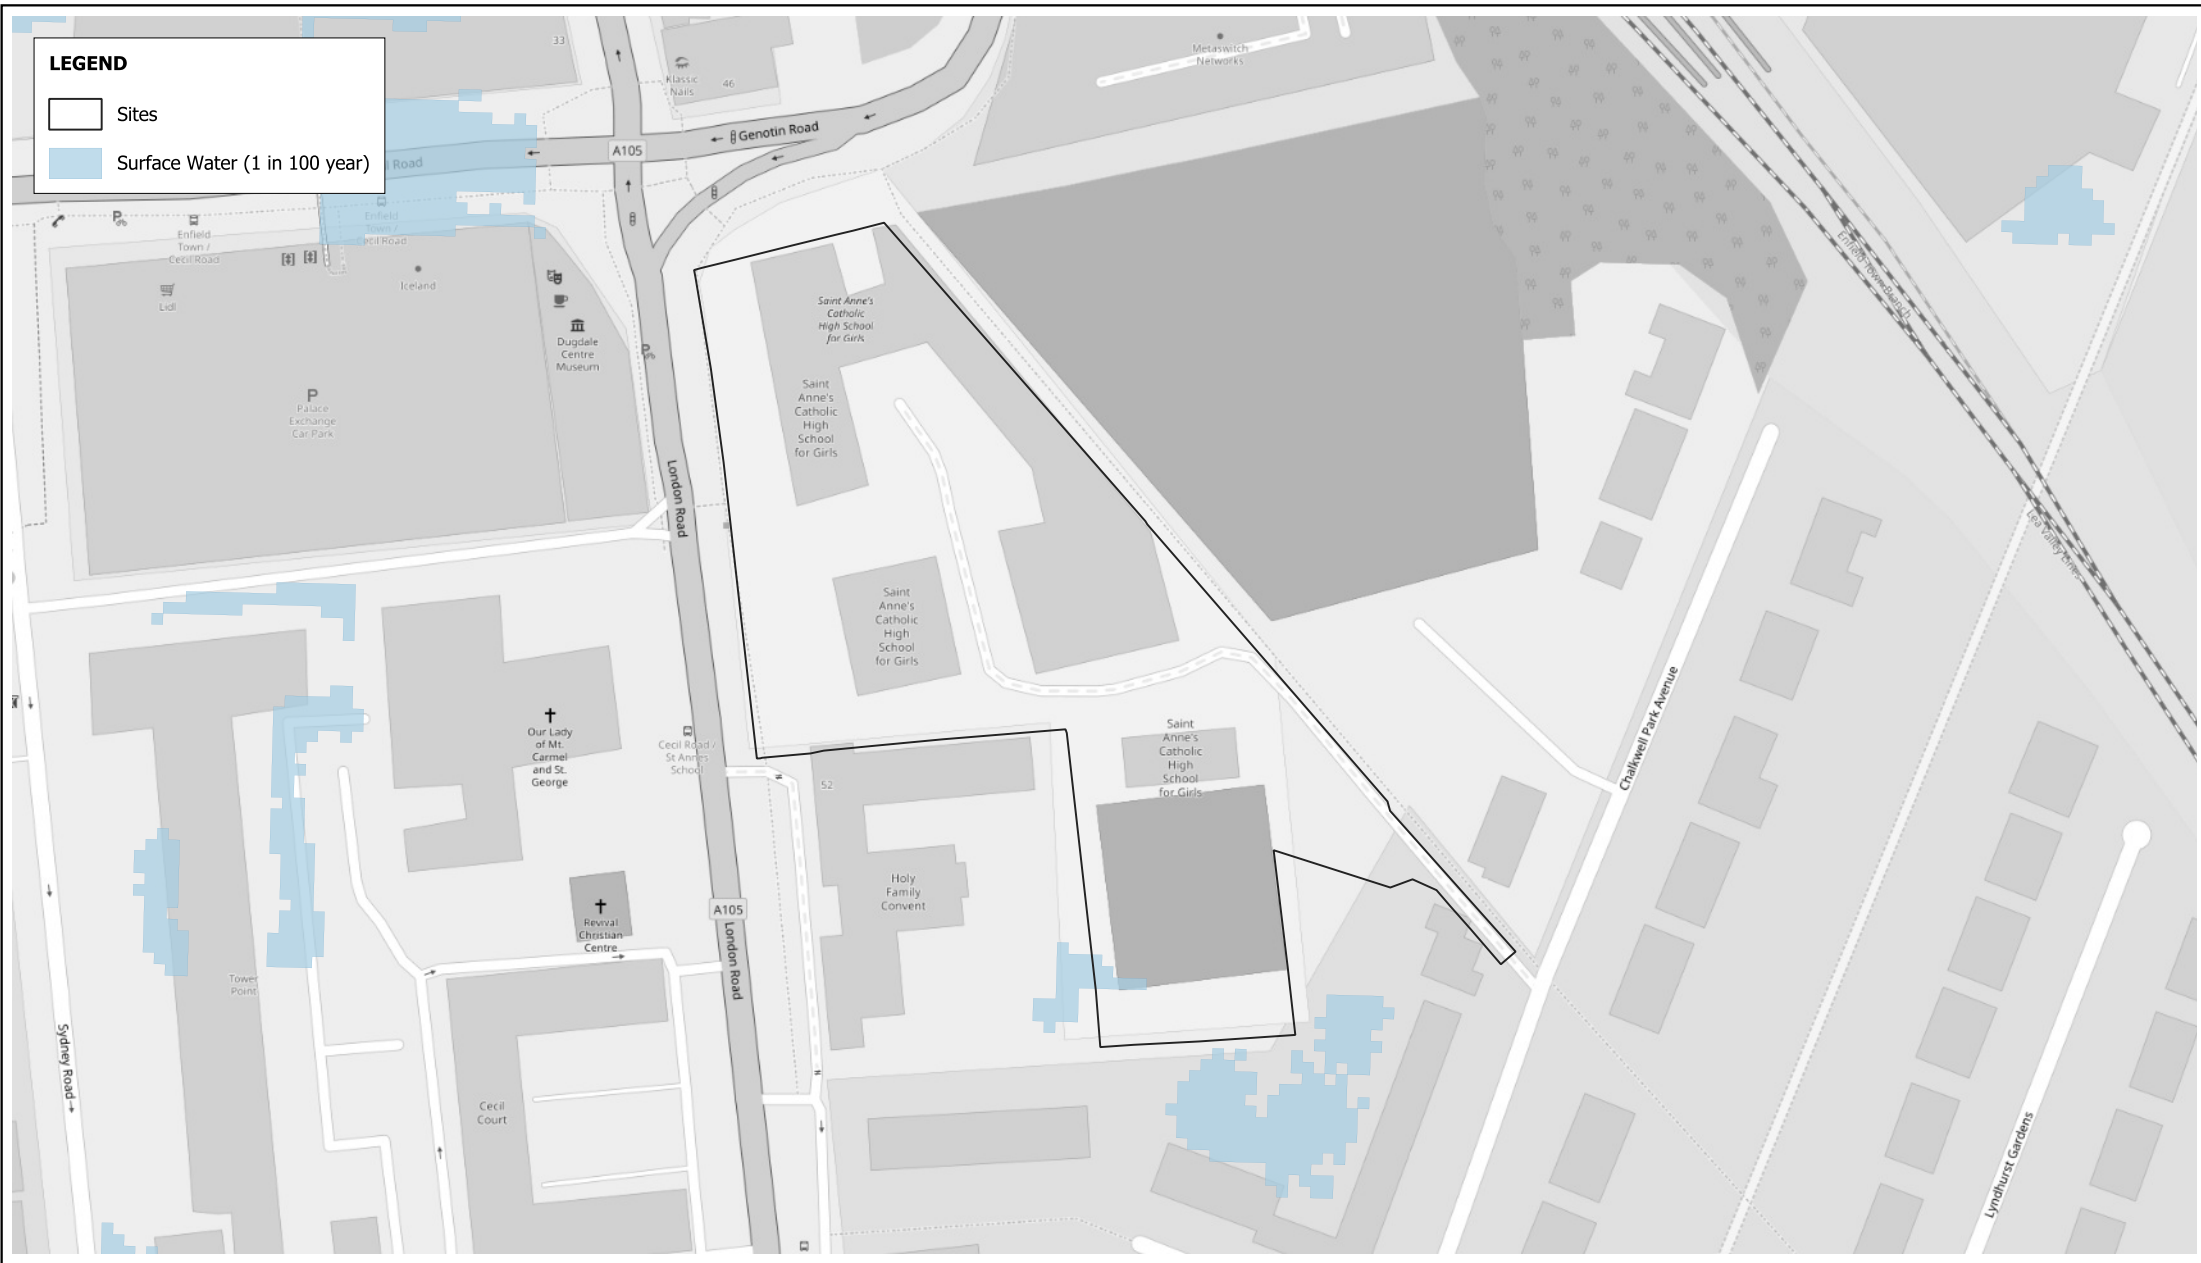 LEGEND
Sites
Surface Water (1 in 100 year)
33
Klassic
Nails
46
Metaswitch
Networks
Genotin Road
A105
Road
Enfield
Town /
Cecil Road
Enfield
Town /
Cecil Road
Iceland
Lidl
Dugdale
Centre
Museum
P
Palace
Exchange
Car Park
Saint Anne's
Catholic
High School
for Girls
Saint
Anne's
Catholic
High
School
for Girls
London Road
Enfield Town Branch
Lea Valley Lines
Saint
Anne's
Catholic
High
School
for Girls
Our Lady
of Mt.
Carmel
and St.
George
Cecil Road /
St Annes
School
52
Saint
Anne's
Catholic
High
School
for Girls
Chalkwell Park Avenue
Holy
Family
Convent
A105
Revival
Christian
Centre
London Road
Tower
Point
Sydney Road
Cecil
Court
Lyndhurst Gardens